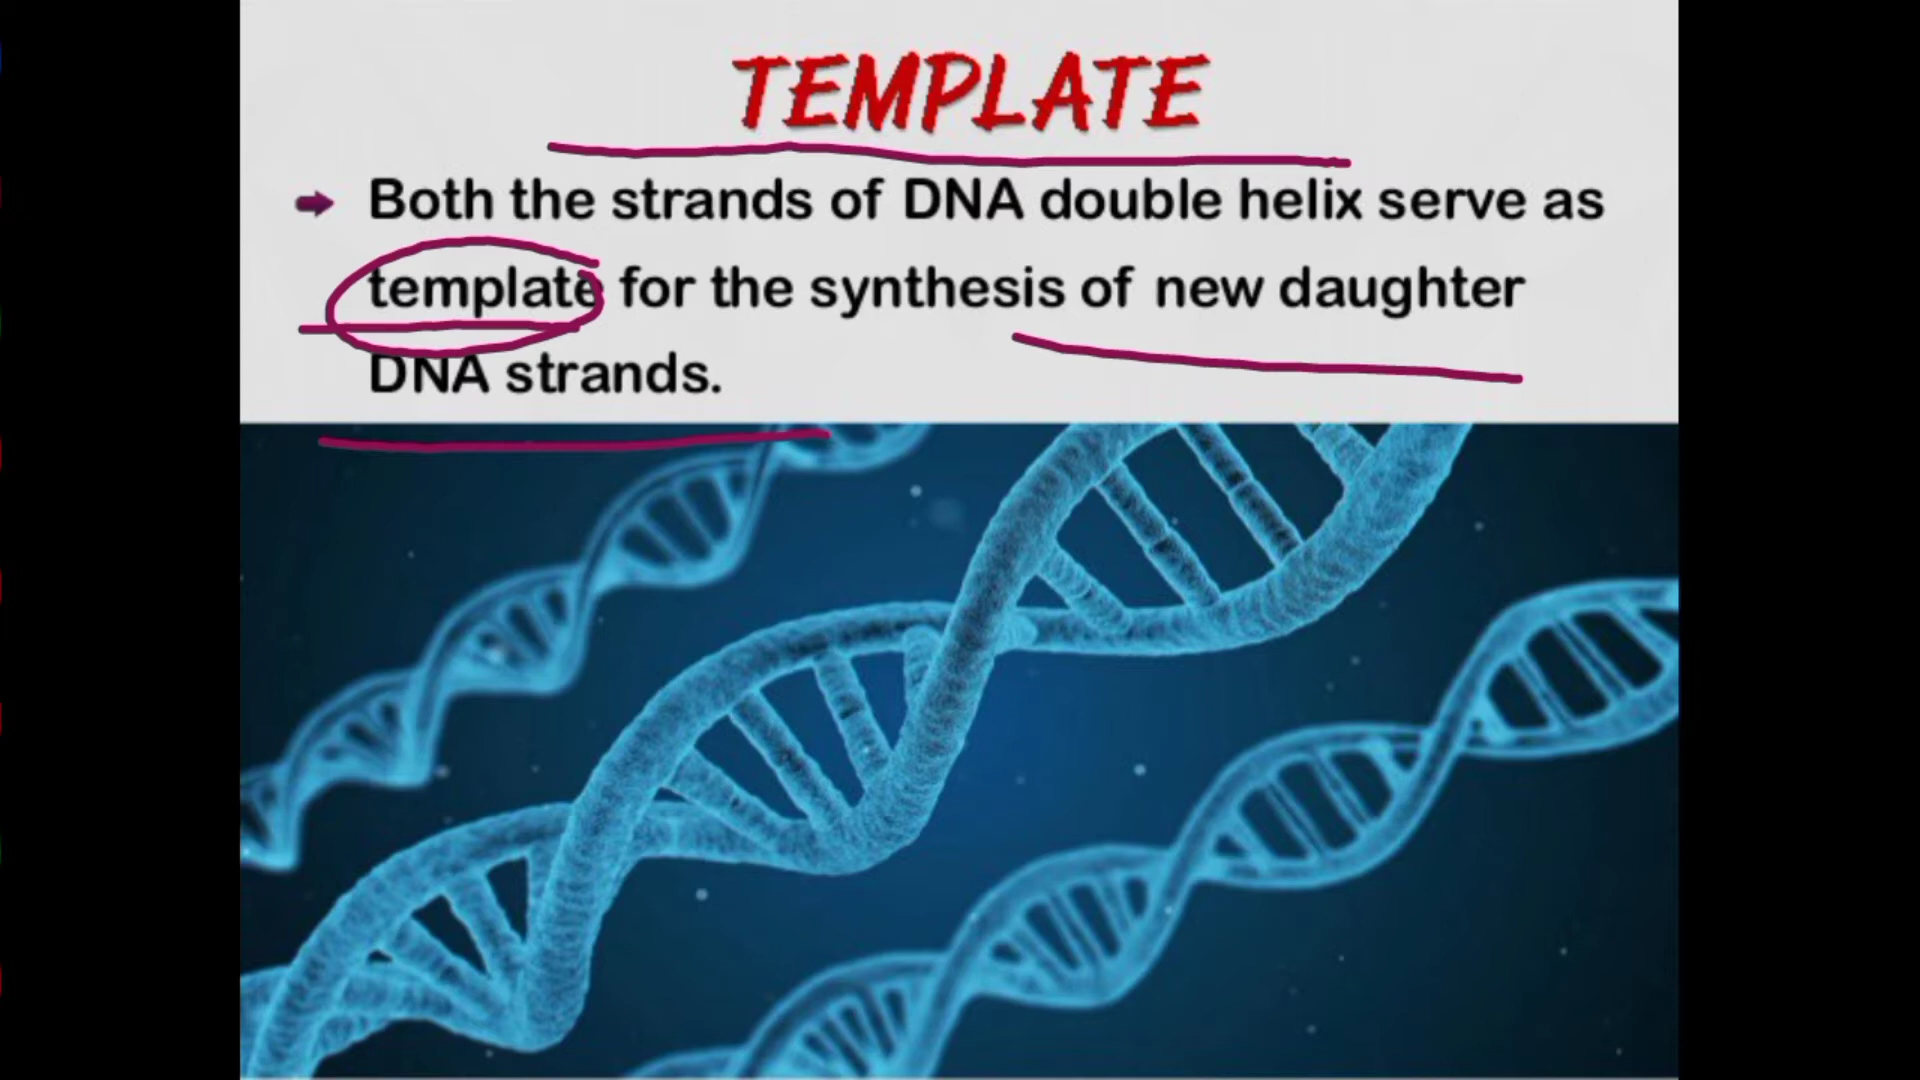 TEMPLATE
Both the strands of DNA double helix serve as
template for the synthesis of new daughter
DNA strands.